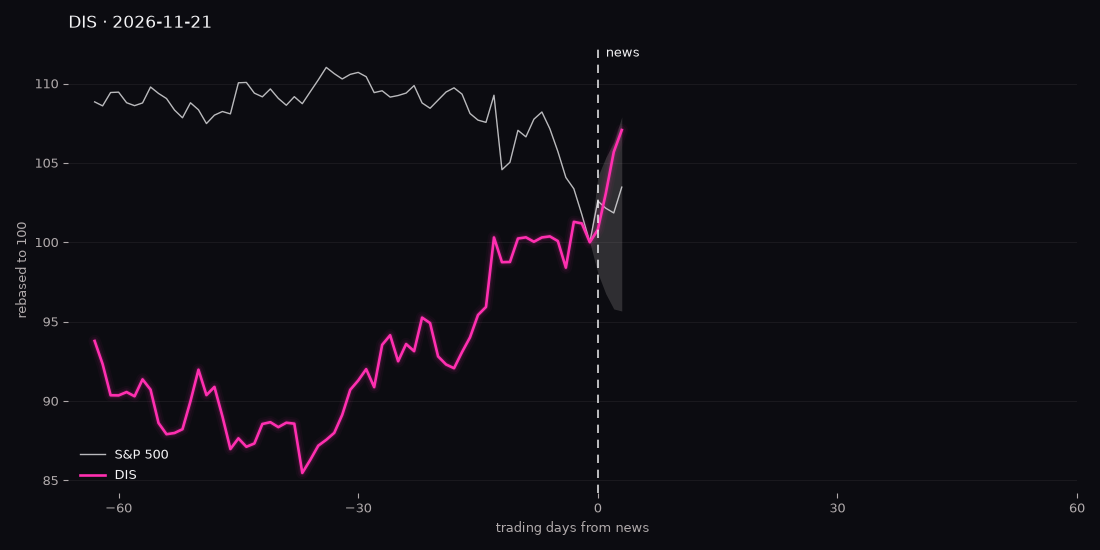 DIS · 2026-11-21
news
110
105
100
95
90
85
rebased to 100
S&P 500
DIS
−60
−30
0
30
60
trading days from news